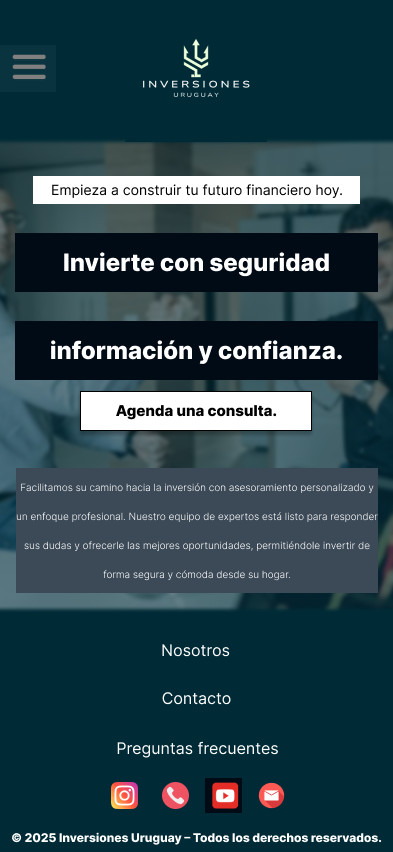 INVERSIONES
URUGUAY
Empieza a construir tu futuro financiero hoy.
Invierte con seguridad
información y confianza.
Agenda una consulta.
Facilitamos su camino hacia la inversión con asesoramiento personalizado y
un enfoque profesional. Nuestro equipo de expertos está listo para responder
sus dudas y ofrecerle las mejores oportunidades, permitiéndole invertir de
forma segura y cómoda desde su hogar.
Nosotros
Contacto
Preguntas frecuentes
© 2025 Inversiones Uruguay – Todos los derechos reservados.